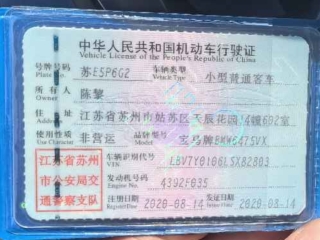 中华人民共和国机动车行驶证
Vehicle License of the People's Republic of China
号牌号码 苏E5P6G2 车辆类型 小型普通客车
Plate No. Vehicle Type
所有人 陈黎
Owner
住址 江苏省苏州市姑苏区天辰花园14幢692室
Address
使用性质 非营运 品牌型号 宝马牌BMW6475VX
Use Character Model
江苏省苏州市公安局交通警察支队
车辆识别代号 LBV7Y0106LSX82803
VIN
发动机号码 4392F035
Engine No.
注册日期 2020-08-14 发证日期 2020-08-14
Register Date Issue Date